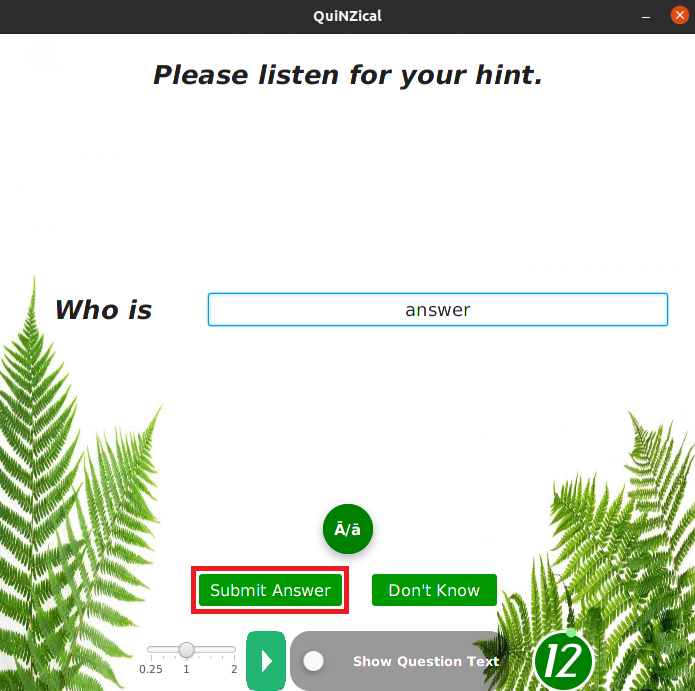 QuiNZical
Please listen for your hint.
Who is answer
Ā/ā
Submit Answer Don't Know
0.25 1 2
Show Question Text
12